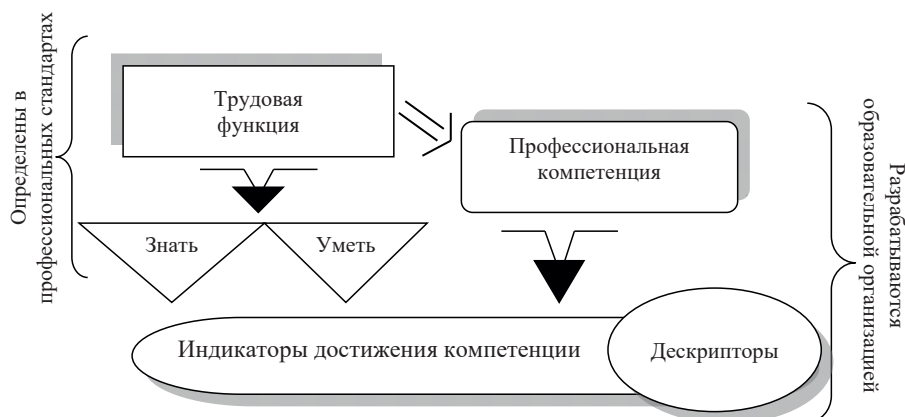 Определены в
профессиональных стандартах
Трудовая
функция
Профессиональная
компетенция
Знать
Уметь
Индикаторы достижения компетенции
Дескрипторы
Разрабатываются
образовательной организацией